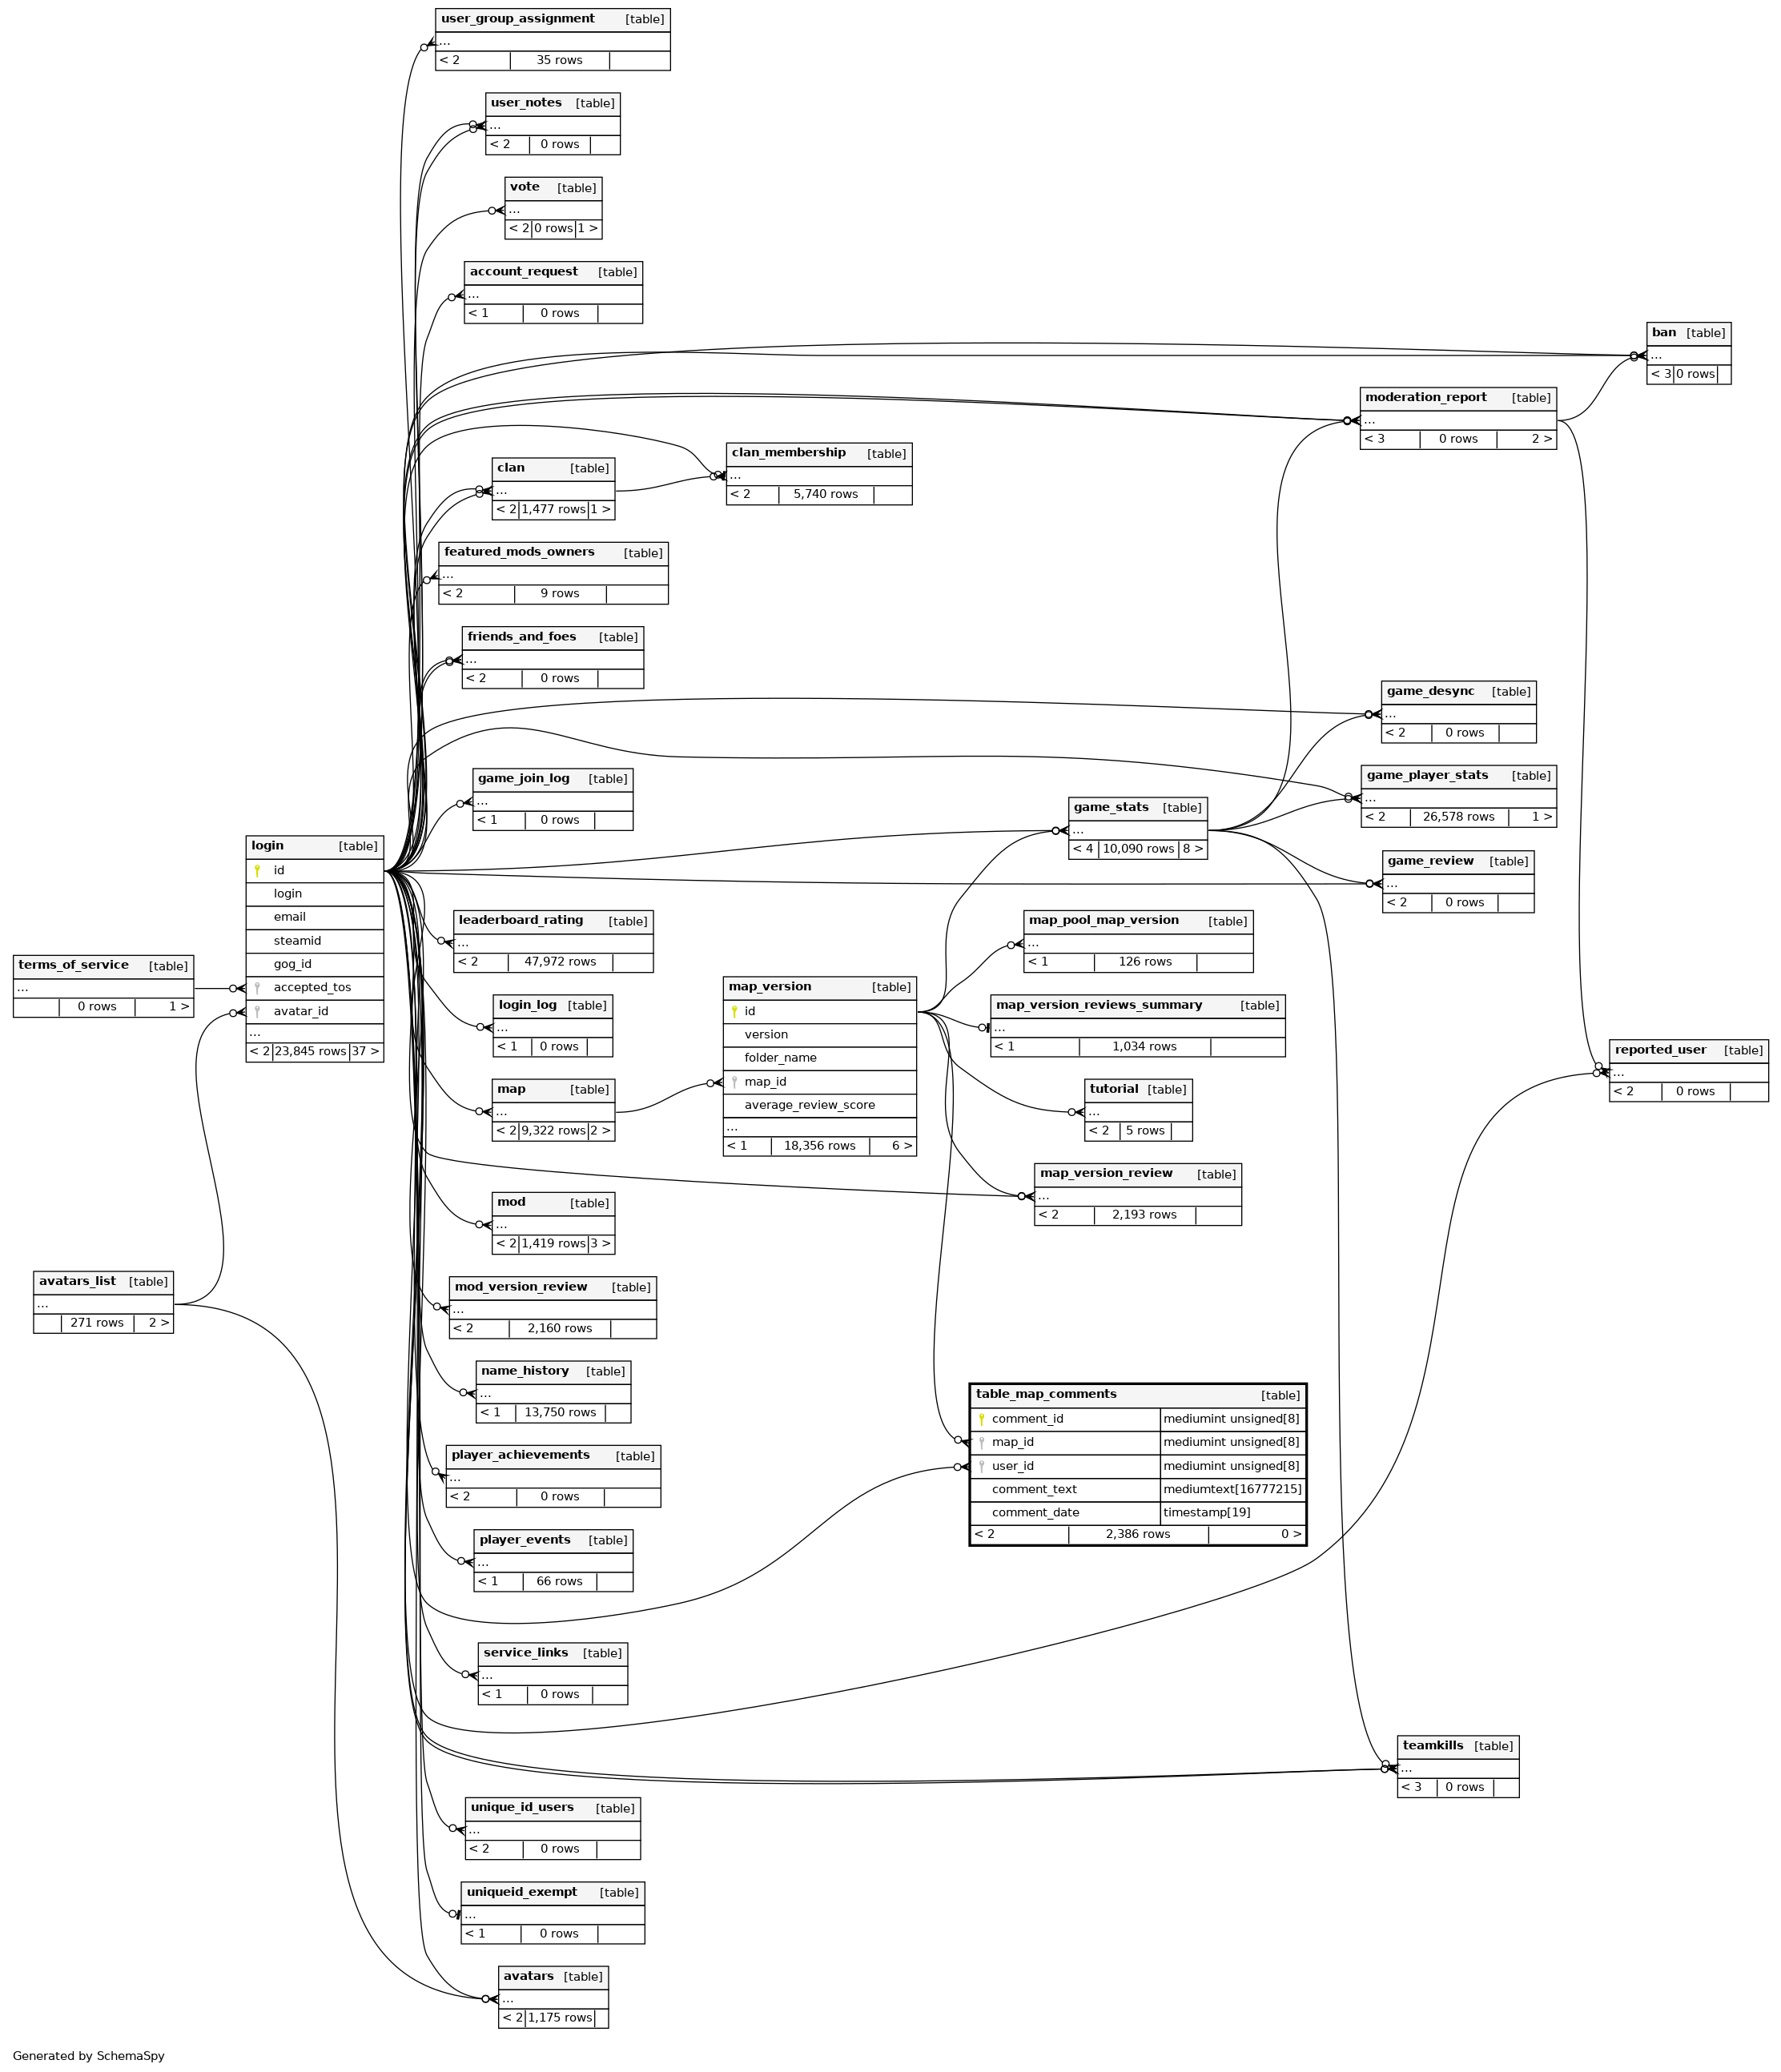 user_group_assignment [table]
...
< 2 35 rows
user_notes [table]
...
< 2 0 rows
vote [table]
...
< 2 0 rows 1 >
account_request [table]
...
< 1 0 rows
ban [table]
...
< 3 0 rows
moderation_report [table]
...
< 3 0 rows 2 >
clan_membership [table]
...
< 2 5,740 rows
clan [table]
...
< 2 1,477 rows 1 >
featured_mods_owners [table]
...
< 2 9 rows
friends_and_foes [table]
...
< 2 0 rows
game_desync [table]
...
< 2 0 rows
game_player_stats [table]
...
< 2 26,578 rows 1 >
game_join_log [table]
...
< 1 0 rows
game_stats [table]
...
< 4 10,090 rows 8 >
game_review [table]
...
< 2 0 rows
login [table]
id
login
email
steamid
gog_id
accepted_tos
avatar_id
...
< 2 23,845 rows 37 >
terms_of_service [table]
...
0 rows 1 >
leaderboard_rating [table]
...
< 2 47,972 rows
map_pool_map_version [table]
...
< 1 126 rows
map_version [table]
id
version
folder_name
map_id
average_review_score
...
< 1 18,356 rows 6 >
login_log [table]
...
< 1 0 rows
map_version_reviews_summary [table]
...
< 1 1,034 rows
reported_user [table]
...
< 2 0 rows
map [table]
...
< 2 9,322 rows 2 >
tutorial [table]
...
< 2 5 rows
map_version_review [table]
...
< 2 2,193 rows
mod [table]
...
< 2 1,419 rows 3 >
avatars_list [table]
...
271 rows 2 >
mod_version_review [table]
...
< 2 2,160 rows
name_history [table]
...
< 1 13,750 rows
table_map_comments [table]
comment_id mediumint unsigned[8]
map_id mediumint unsigned[8]
user_id mediumint unsigned[8]
comment_text mediumtext[16777215]
comment_date timestamp[19]
< 2 2,386 rows 0 >
player_achievements [table]
...
< 2 0 rows
player_events [table]
...
< 1 66 rows
service_links [table]
...
< 1 0 rows
teamkills [table]
...
< 3 0 rows
unique_id_users [table]
...
< 2 0 rows
uniqueid_exempt [table]
...
< 1 0 rows
avatars [table]
...
< 2 1,175 rows
Generated by SchemaSpy